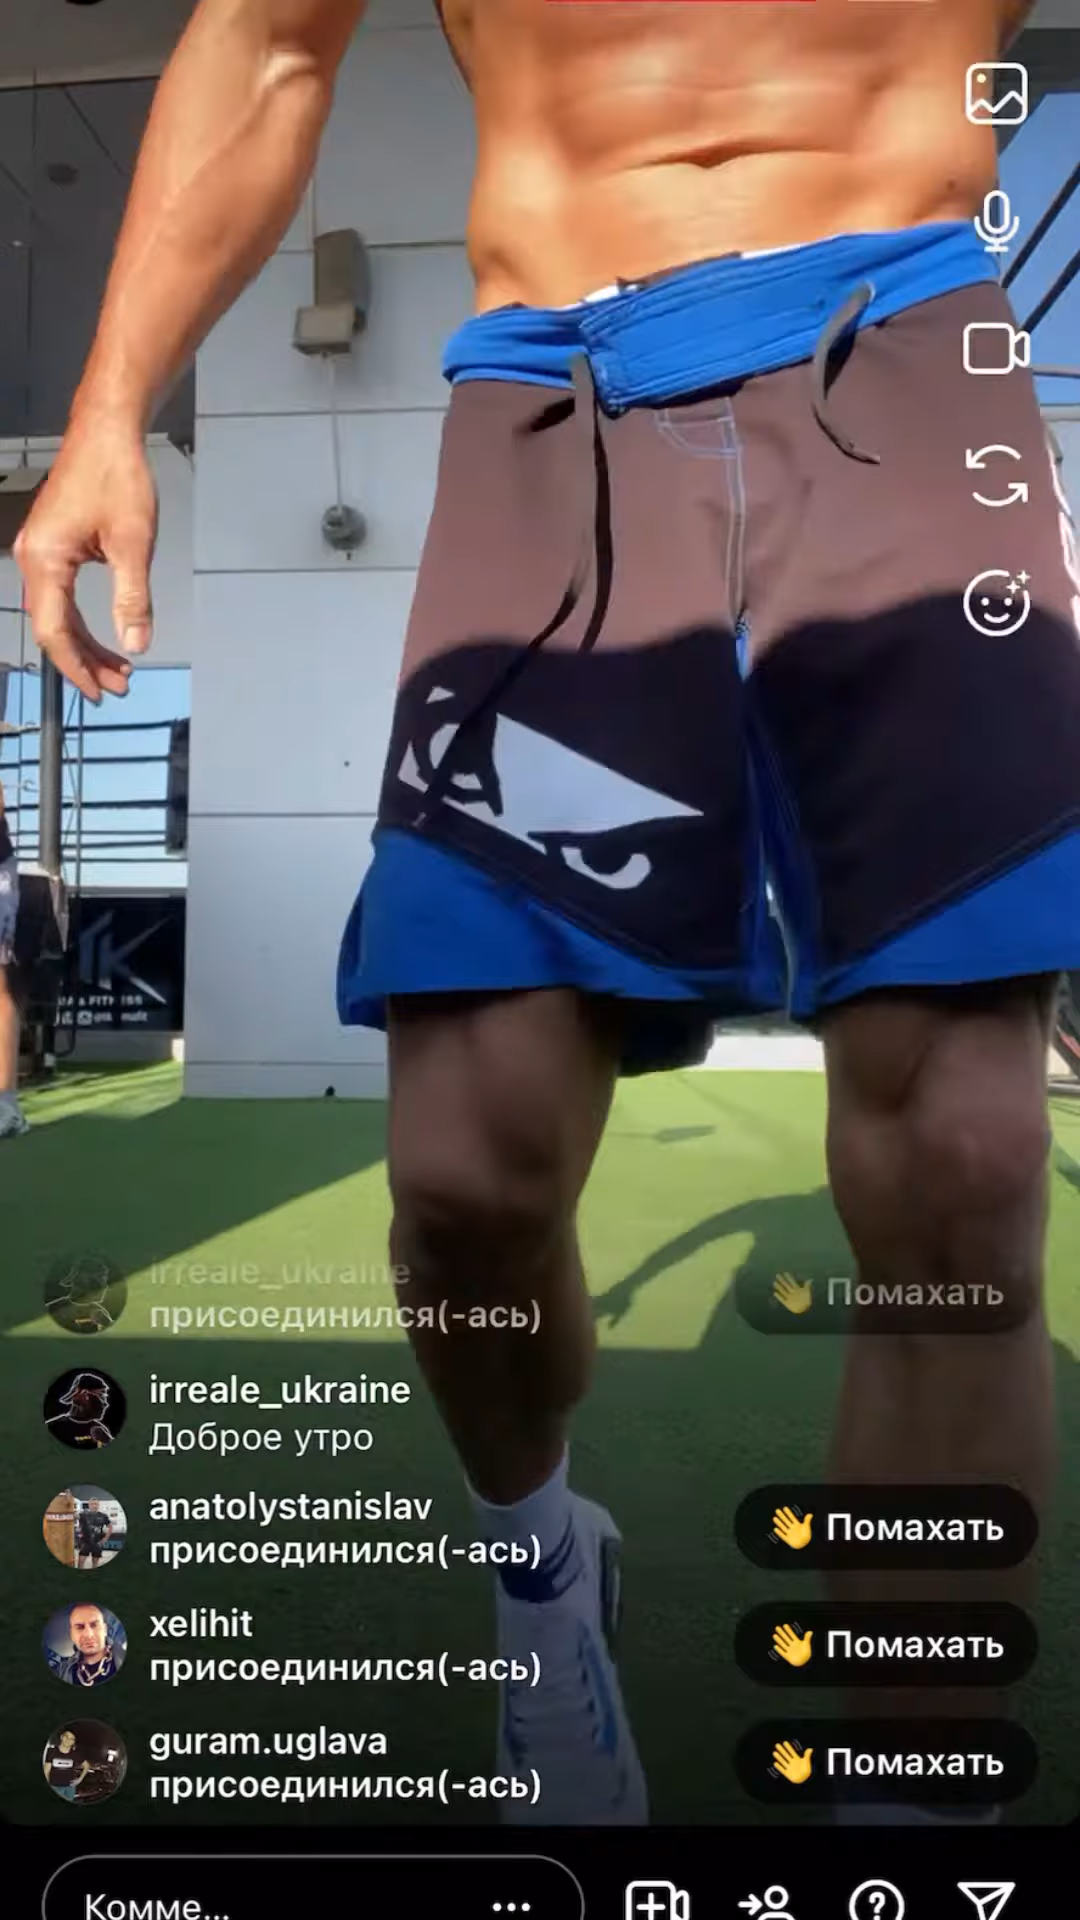 irreale_ukraine
присоединился(-ась)
👋 Помахать
irreale_ukraine
Доброе утро
anatolystanislav
присоединился(-ась)
👋 Помахать
xelihit
присоединился(-ась)
👋 Помахать
guram.uglava
присоединился(-ась)
👋 Помахать
Комме...